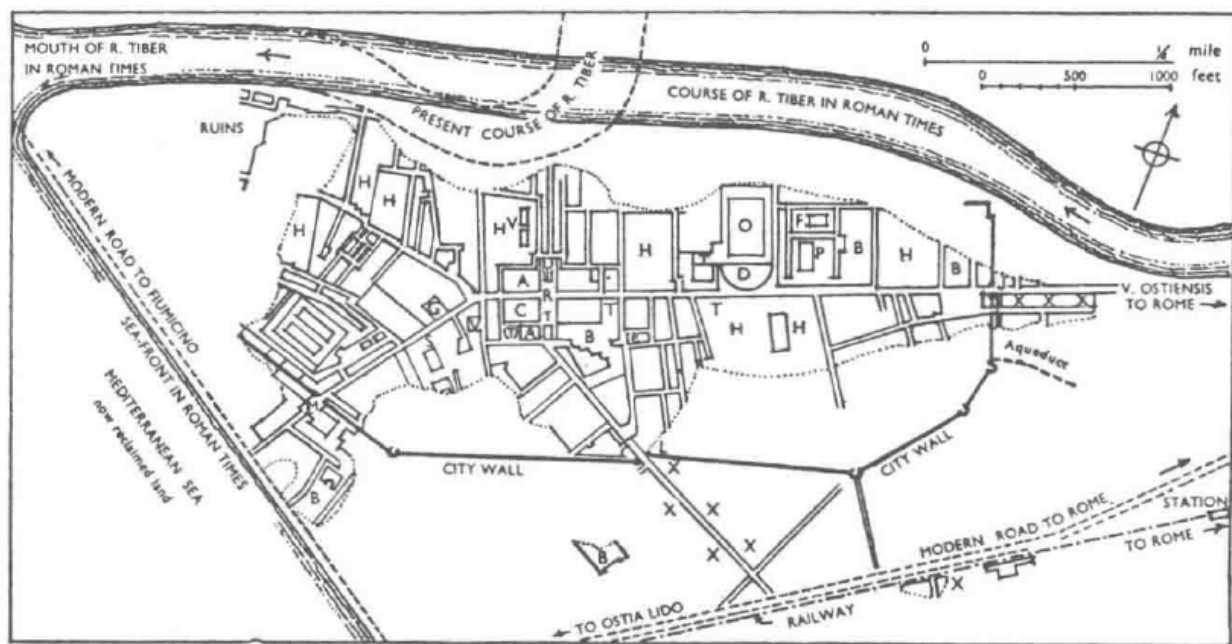 MOUTH OF R. TIBER
IN ROMAN TIMES
0 ¼ mile
0 500 1000 feet
COURSE OF R. TIBER IN ROMAN TIMES
PRESENT COURSE OF R. TIBER
RUINS
MODERN ROAD TO FIUMICINO
SEA-FRONT IN ROMAN TIMES
MEDITERRANEAN SEA
now reclaimed land
H
H
H
H
V
H
O
D
F
P
B
H
B
A
C
R
T
T
A
B
T
T
H
H
V. OSTIENSIS
TO ROME
X X X
Aqueduct
M
B
CITY WALL
CITY WALL
X
X
X
X
X
B
MODERN ROAD TO ROME
STATION
TO ROME
TO OSTIA LIDO
RAILWAY
X